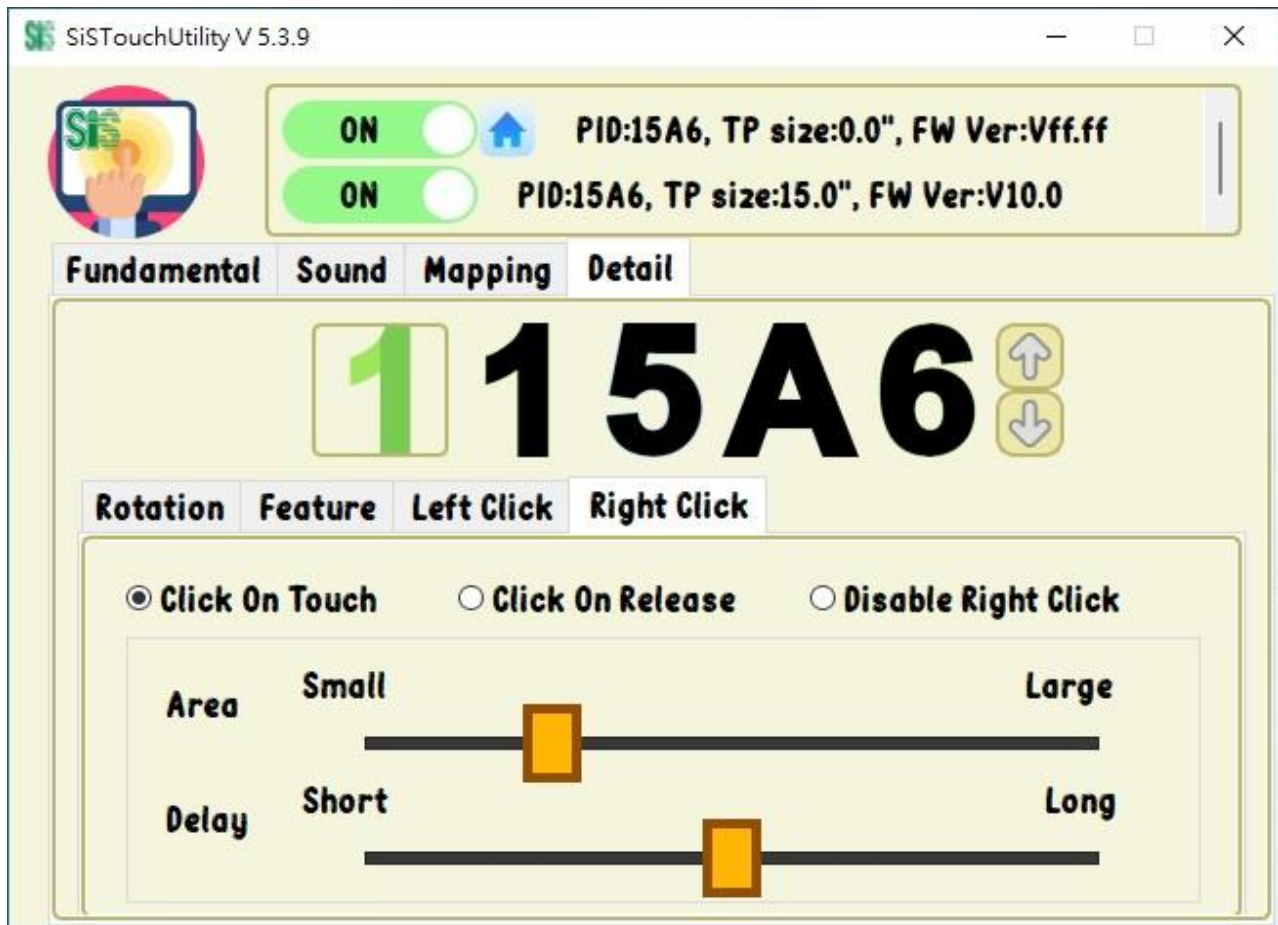 SiS SiSTouchUtility V 5.3.9
SiS
ON PID:15A6, TP size:0.0", FW Ver:Vff.ff
ON PID:15A6, TP size:15.0", FW Ver:V10.0
Fundamental Sound Mapping Detail
1 15A6
Rotation Feature Left Click Right Click
Click On Touch Click On Release Disable Right Click
Small Large
Area
Short Long
Delay